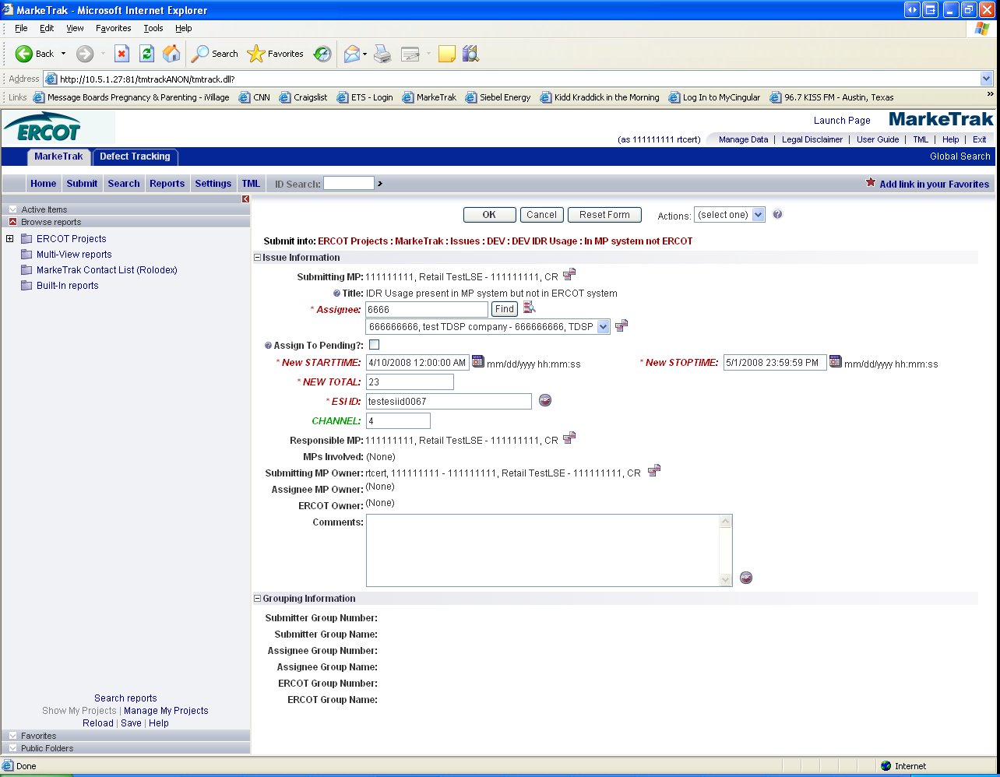 MarkeTrak - Microsoft Internet Explorer
File Edit View Favorites Tools Help
Back Search Favorites
Address http://10.5.1.27:81/tmtrackANON/tmtrack.dll?
Links Message Boards Pregnancy & Parenting - iVillage CNN Craigslist ETS - Login MarkeTrak Siebel Energy Kidd Kraddick in the Morning Log In to MyCingular 96.7 KISS FM - Austin, Texas »
ERCOT Launch Page MarkeTrak
(as 111111111 rtcert) Manage Data | Legal Disclaimer | User Guide | TML | Help | Exit
MarkeTrak Defect Tracking Global Search
Home Submit Search Reports Settings TML ID Search: Add link in your Favorites
Active Items
Browse reports
ERCOT Projects
Multi-View reports
MarkeTrak Contact List (Rolodex)
Built-In reports
Search reports
Show My Projects | Manage My Projects
Reload | Save | Help
Favorites
Public Folders
OK Cancel Reset Form Actions: (select one)
Submit into: ERCOT Projects : MarkeTrak : Issues : DEV : DEV IDR Usage : In MP system not ERCOT
Issue Information
Submitting MP: 111111111, Retail TestLSE - 111111111, CR
Title: IDR Usage present in MP system but not in ERCOT system
* Assignee: 6666 Find
666666666, test TDSP company - 666666666, TDSP
Assign To Pending?:
* New STARTTIME: 4/10/2008 12:00:00 AM mm/dd/yyyy hh:mm:ss * New STOPTIME: 5/1/2008 23:59:59 PM mm/dd/yyyy hh:mm:ss
* NEW TOTAL: 23
* ESI ID: testesiid0067 ABC
CHANNEL: 4
Responsible MP: 111111111, Retail TestLSE - 111111111, CR
MPs Involved: (None)
Submitting MP Owner: rtcert, 111111111 - 111111111, Retail TestLSE - 111111111, CR
Assignee MP Owner: (None)
ERCOT Owner: (None)
Comments:
ABC
Grouping Information
Submitter Group Number:
Submitter Group Name:
Assignee Group Number:
Assignee Group Name:
ERCOT Group Number:
ERCOT Group Name:
Done Internet